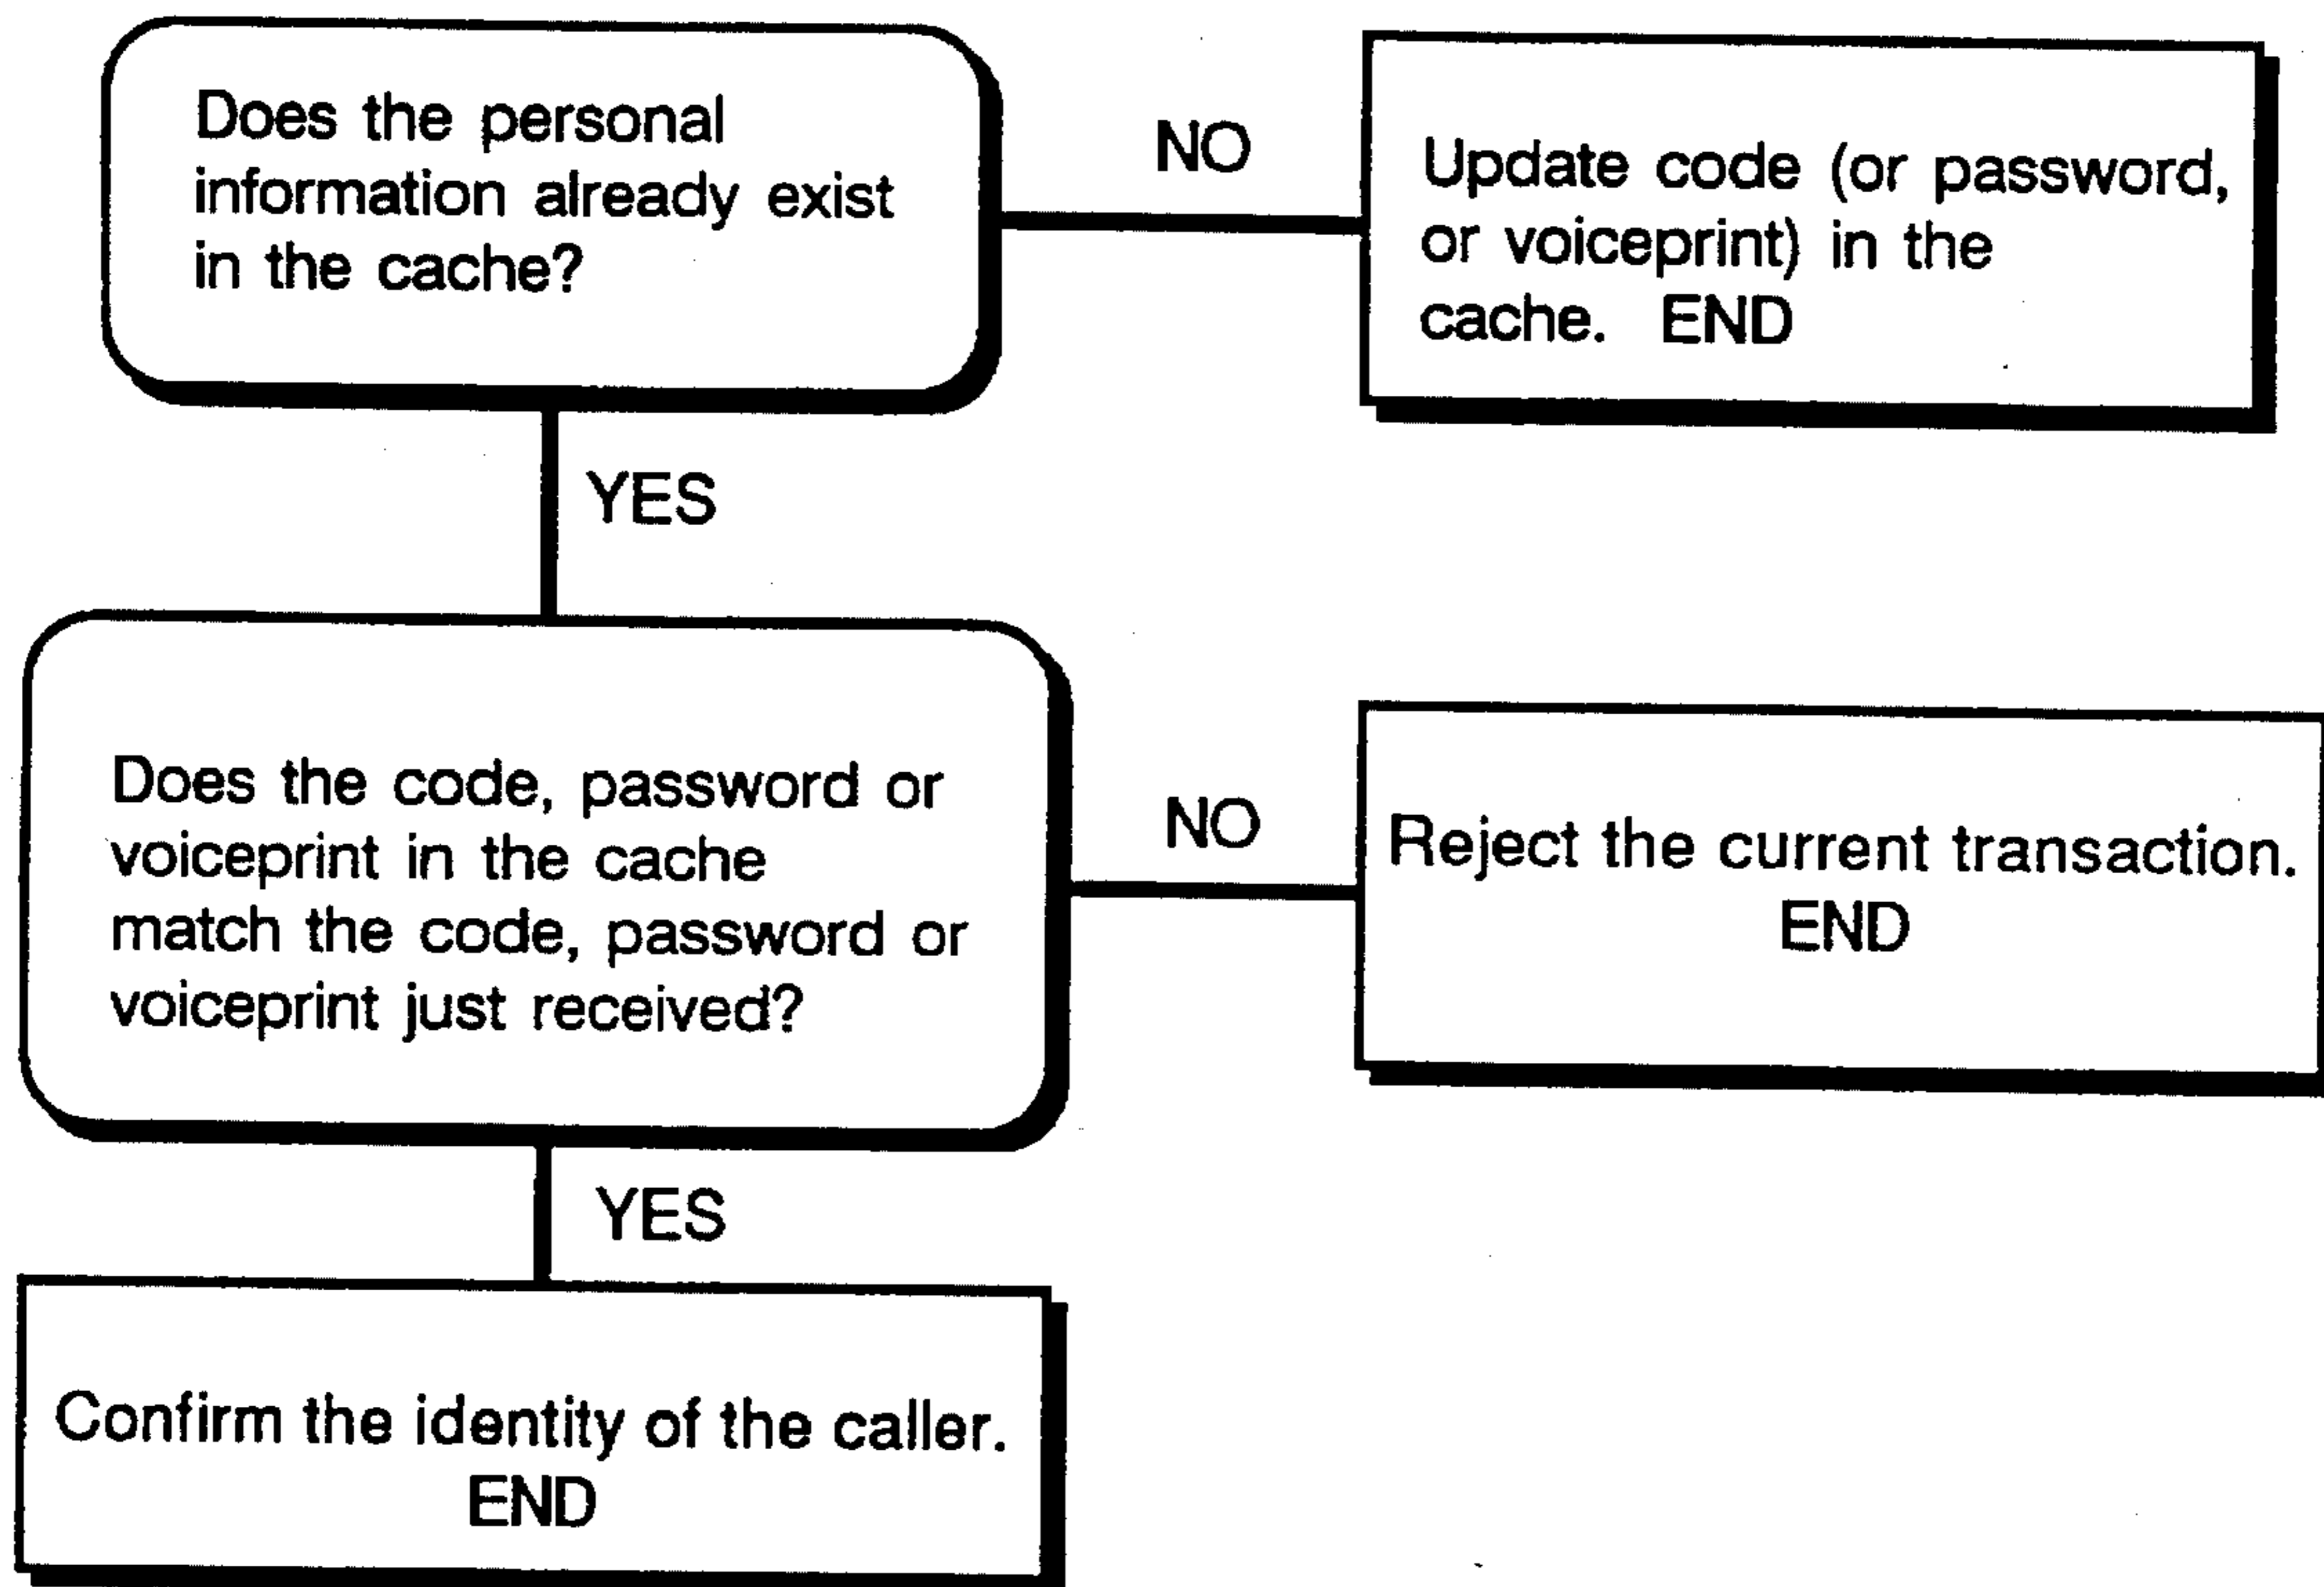 Does the personal
information already exist
in the cache?
NO
Update code (or password,
or voiceprint) in the
cache. END
YES
Does the code, password or
voiceprint in the cache
match the code, password or
voiceprint just received?
NO
Reject the current transaction.
END
YES
Confirm the identity of the caller.
END